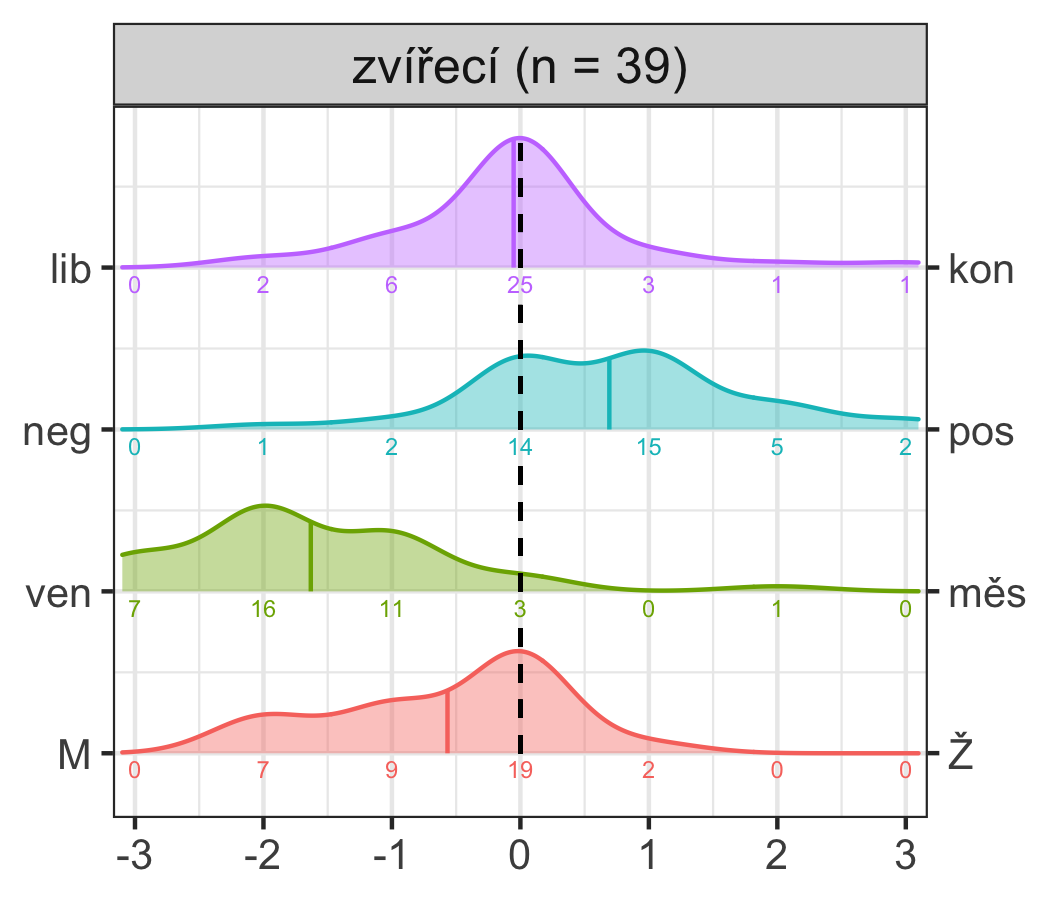 zvířecí (n = 39)
lib kon
0 2 6 25 3 1 1
neg pos
0 1 2 14 15 5 2
ven měs
7 16 11 3 0 1 0
M Ž
0 7 9 19 2 0 0
-3 -2 -1 0 1 2 3